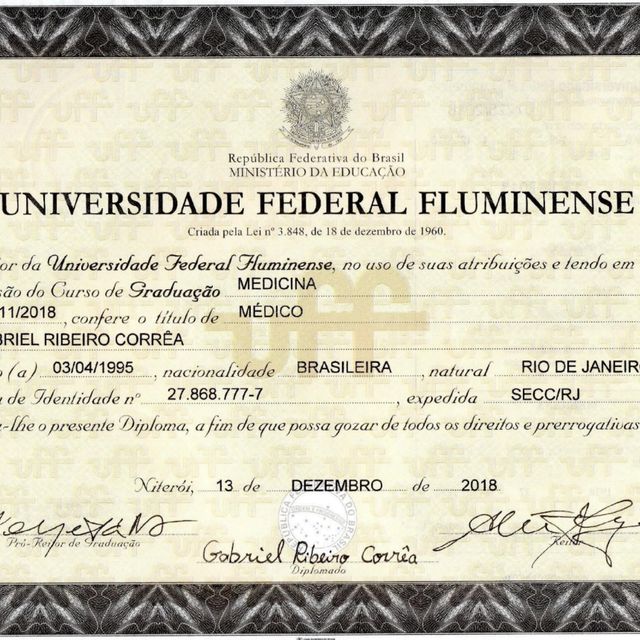 República Federativa do Brasil
MINISTÉRIO DA EDUCAÇÃO
UNIVERSIDADE FEDERAL FLUMINENSE
Criada pela Lei nº 3.848, de 18 de dezembro de 1960.
or da Universidade Federal Fluminense, no uso de suas atribuições e tendo em
são do Curso de Graduação MEDICINA
11/2018, confere o título de MÉDICO
BRIEL RIBEIRO CORRÊA
o (a) 03/04/1995, nacionalidade BRASILEIRA, natural RIO DE JANEIRO
de Identidade nº 27.868.777-7, expedida SECC/RJ
-lhe o presente Diploma, a fim de que possa gozar de todos os direitos e prerrogativas
Niterói, 13 de DEZEMBRO de 2018
Pró-Reitor de Graduação
Reitor
Gabriel Ribeiro Corrêa
Diplomado
uff